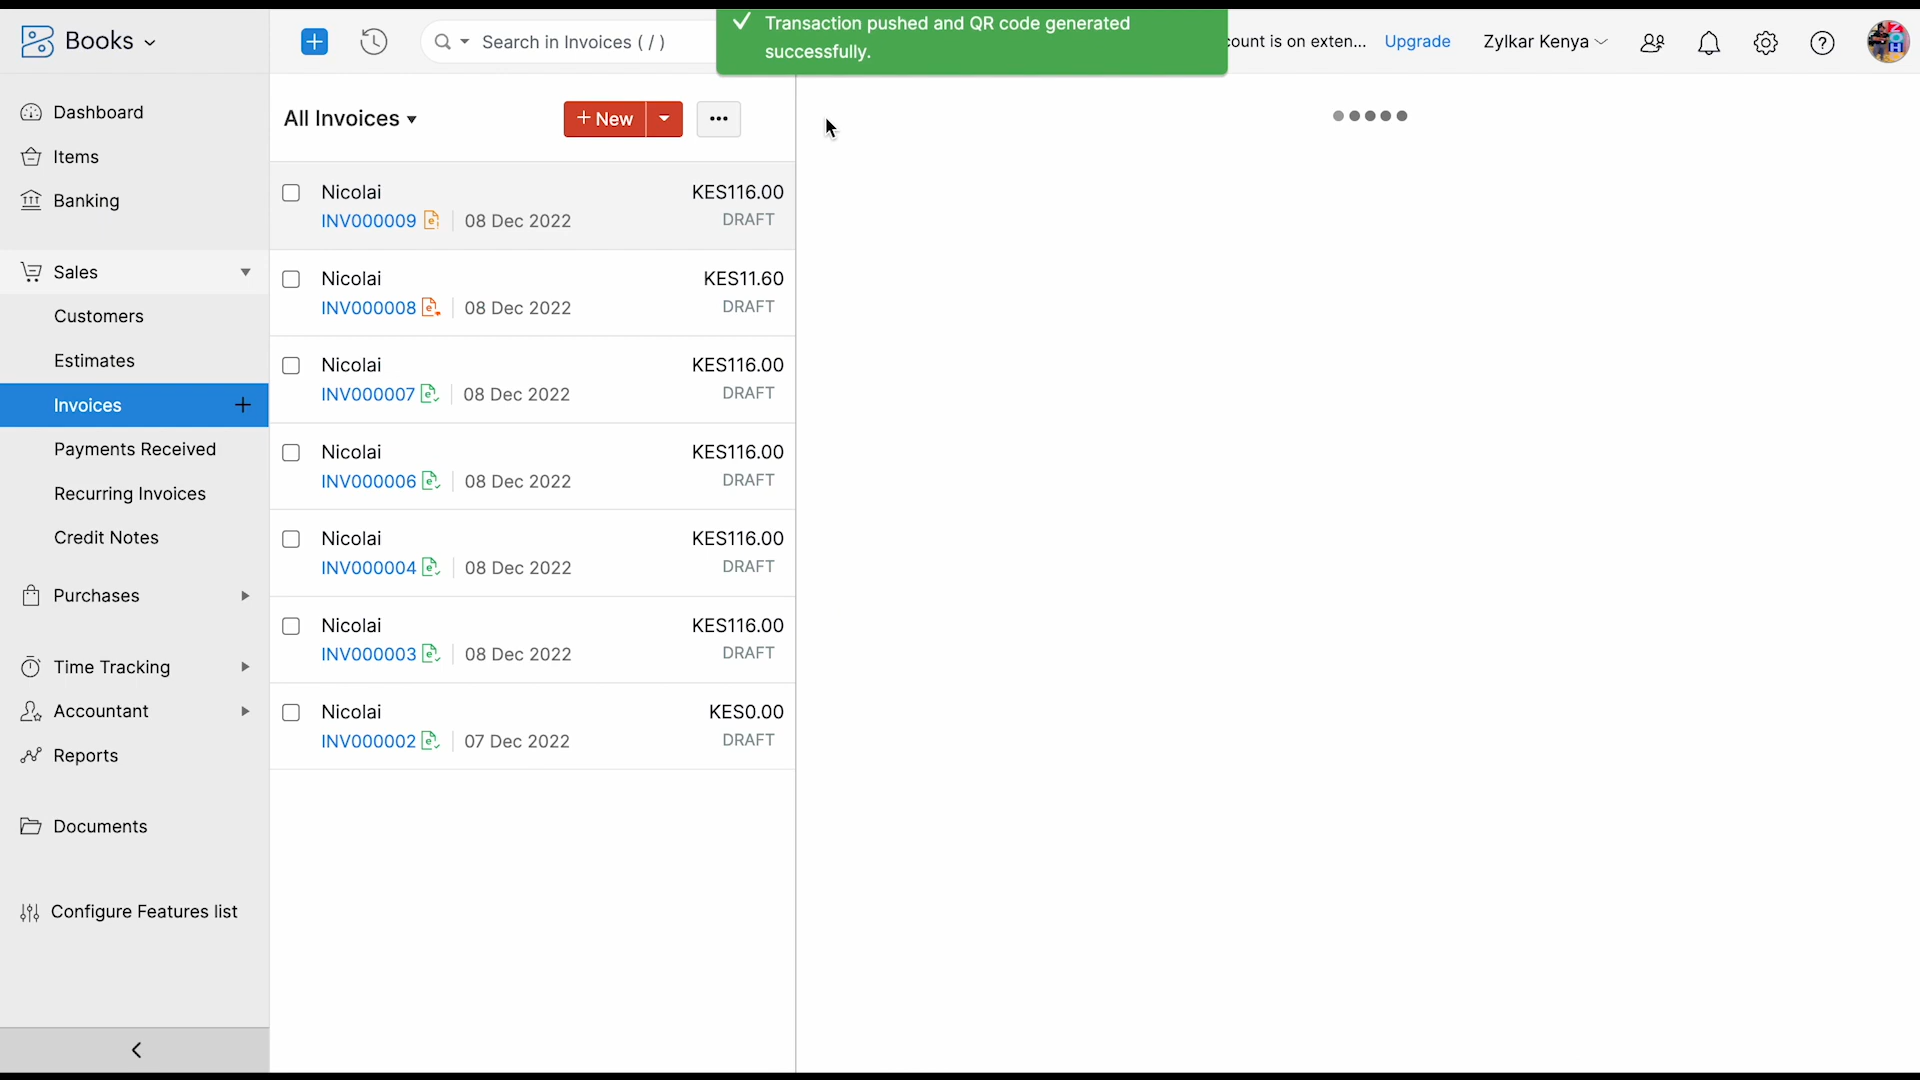 Books
Search in Invoices ( / )
Transaction pushed and QR code generated
successfully.
count is on exten...
Upgrade
Zylkar Kenya
Dashboard
Items
Banking
Sales
Customers
Estimates
Invoices
Payments Received
Recurring Invoices
Credit Notes
Purchases
Time Tracking
Accountant
Reports
Documents
Configure Features list
All Invoices
+ New
Nicolai KES116.00
INV000009 08 Dec 2022 DRAFT
Nicolai KES11.60
INV000008 08 Dec 2022 DRAFT
Nicolai KES116.00
INV000007 08 Dec 2022 DRAFT
Nicolai KES116.00
INV000006 08 Dec 2022 DRAFT
Nicolai KES116.00
INV000004 08 Dec 2022 DRAFT
Nicolai KES116.00
INV000003 08 Dec 2022 DRAFT
Nicolai KES0.00
INV000002 07 Dec 2022 DRAFT